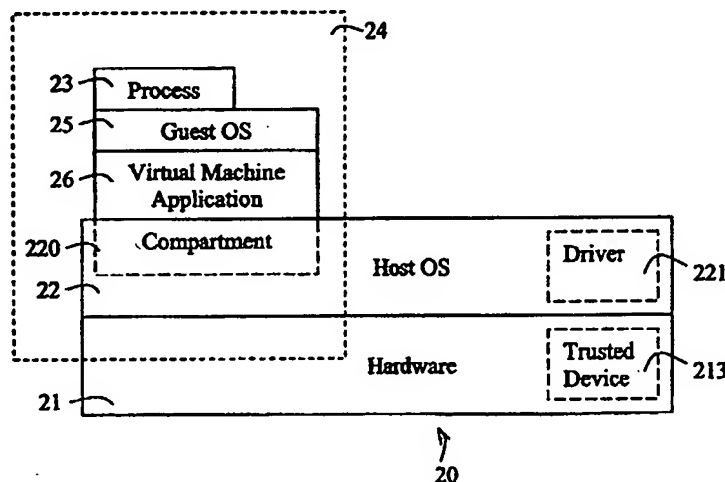 24
23
Process
25
Guest OS
26
Virtual Machine
Application
220
Compartment
22
Host OS
Driver
221
Hardware
Trusted
Device
213
21
20